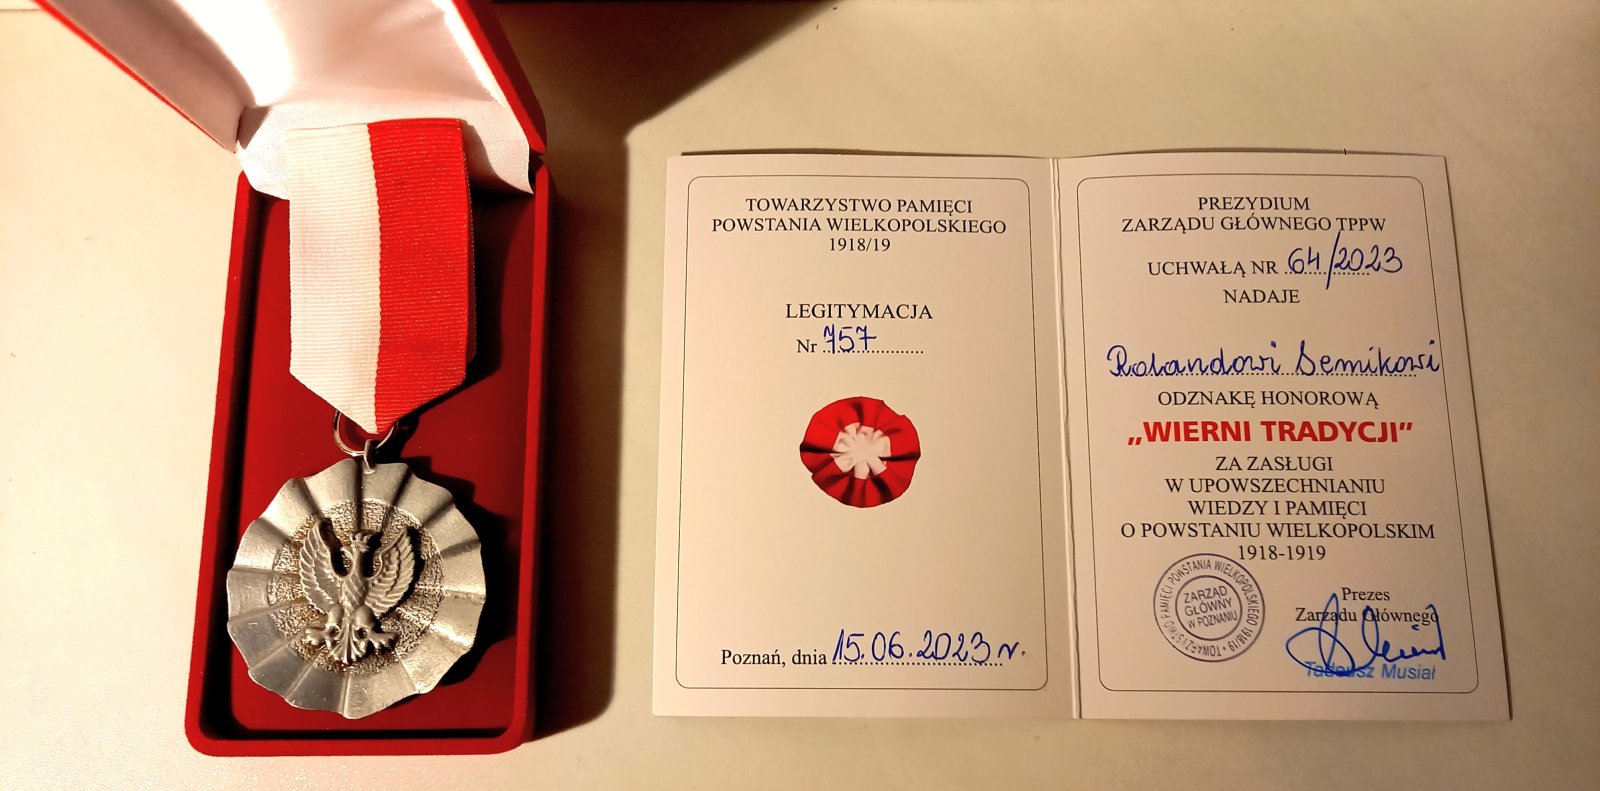 TOWARZYSTWO PAMIĘCI
POWSTANIA WIELKOPOLSKIEGO
1918/19
LEGITYMACJA
Nr 757
Poznań, dnia 15.06.2023 r.
PREZYDIUM
ZARZĄDU GŁÓWNEGO TPPW
UCHWAŁĄ NR 64/2023
NADAJE
Rolandowi Semikowi
ODZNAKĘ HONOROWĄ
„WIERNI TRADYCJI”
ZA ZASŁUGI
W UPOWSZECHNIANIU
WIEDZY I PAMIĘCI
O POWSTANIU WIELKOPOLSKIM
1918-1919
TOWARZYSTWO PAMIĘCI POWSTANIA WIELKOPOLSKIEGO 1918/19
ZARZĄD
GŁÓWNY
W POZNANIU
Prezes
Zarządu Głównego
Tadeusz Musiał